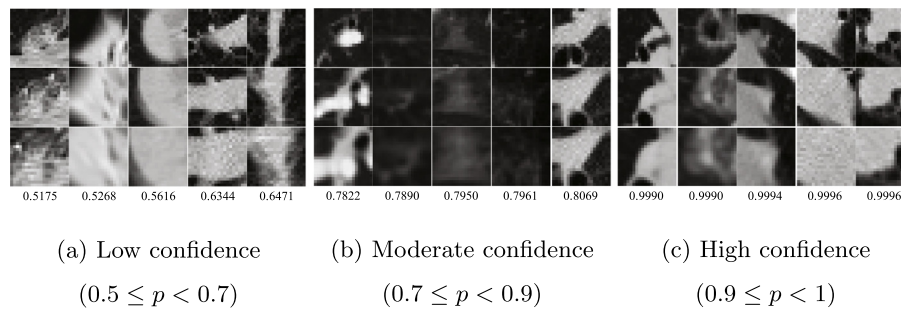 0.5175 0.5268 0.5616 0.6344 0.6471 0.7822 0.7890 0.7950 0.7961 0.8069 0.9990 0.9990 0.9994 0.9996 0.9996
(a) Low confidence (b) Moderate confidence (c) High confidence
(0.5 ≤ p < 0.7) (0.7 ≤ p < 0.9) (0.9 ≤ p < 1)